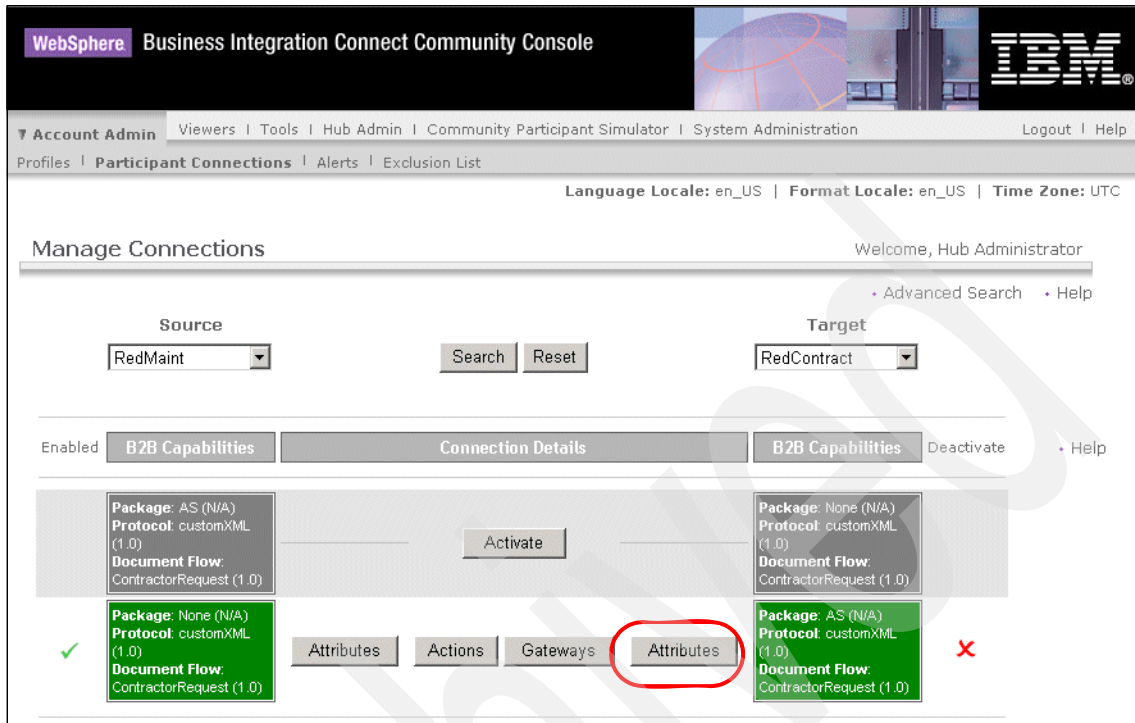 WebSphere Business Integration Connect Community Console
IBM®
Account Admin Viewers | Tools | Hub Admin | Community Participant Simulator | System Administration Logout | Help
Profiles | Participant Connections | Alerts | Exclusion List
Language Locale: en_US | Format Locale: en_US | Time Zone: UTC
Manage Connections Welcome, Hub Administrator
Advanced Search Help
Source Target
RedMaint Search Reset RedContract
Enabled B2B Capabilities Connection Details B2B Capabilities Deactivate Help
Package: AS (N/A)
Protocol: customXML
(1.0)
Document Flow:
ContractorRequest (1.0)
Activate
Package: None (N/A)
Protocol: customXML
(1.0)
Document Flow:
ContractorRequest (1.0)
Package: None (N/A)
Protocol: customXML
(1.0)
Document Flow:
ContractorRequest (1.0)
Attributes Actions Gateways Attributes
Package: AS (N/A)
Protocol: customXML
(1.0)
Document Flow:
ContractorRequest (1.0)